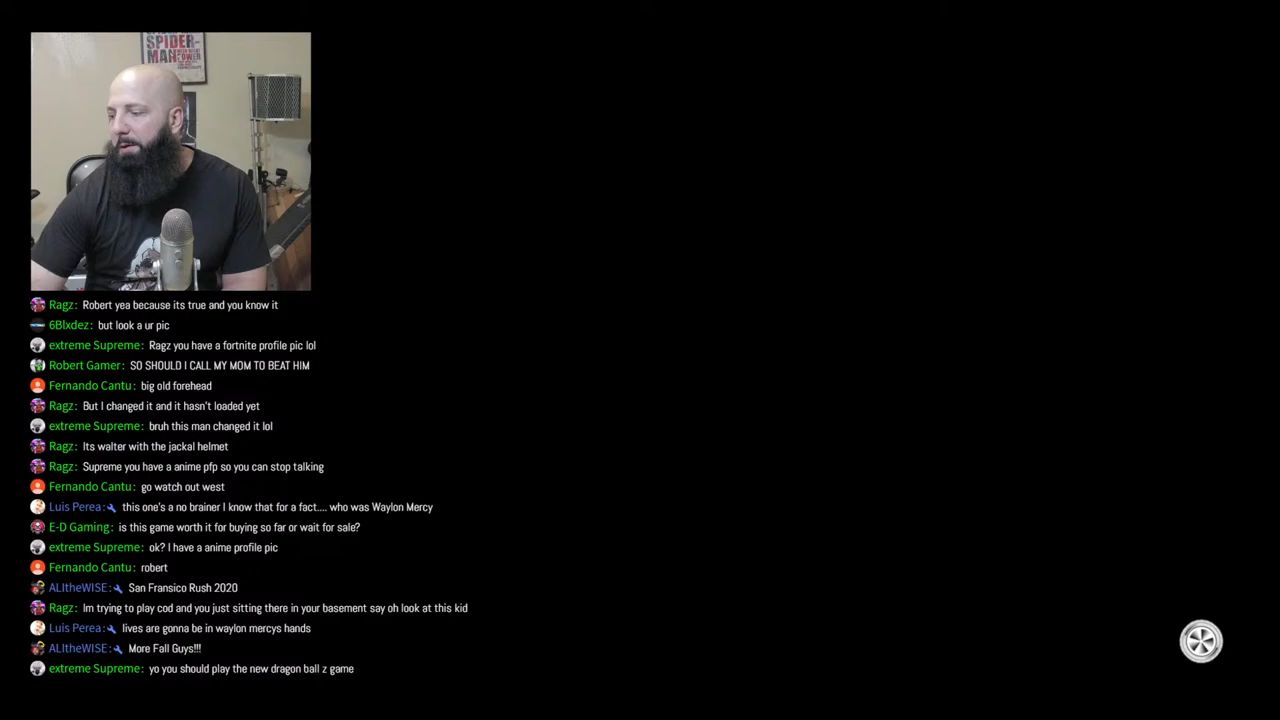 SPIDER-
MAN
Ragz: Robert yea because its true and you know it
6Blxdez: but look a ur pic
extreme Supreme: Ragz you have a fortnite profile pic lol
Robert Gamer: SO SHOULD I CALL MY MOM TO BEAT HIM
Fernando Cantu: big old forehead
Ragz: But I changed it and it hasn't loaded yet
extreme Supreme: bruh this man changed it lol
Ragz: Its walter with the jackal helmet
Ragz: Supreme you have a anime pfp so you can stop talking
Fernando Cantu: go watch out west
Luis Perea: this one's a no brainer I know that for a fact.... who was Waylon Mercy
E-D Gaming: is this game worth it for buying so far or wait for sale?
extreme Supreme: ok? I have a anime profile pic
Fernando Cantu: robert
ALItheWISE: San Fransico Rush 2020
Ragz: Im trying to play cod and you just sitting there in your basement say oh look at this kid
Luis Perea: lives are gonna be in waylon mercys hands
ALItheWISE: More Fall Guys!!!
extreme Supreme: yo you should play the new dragon ball z game